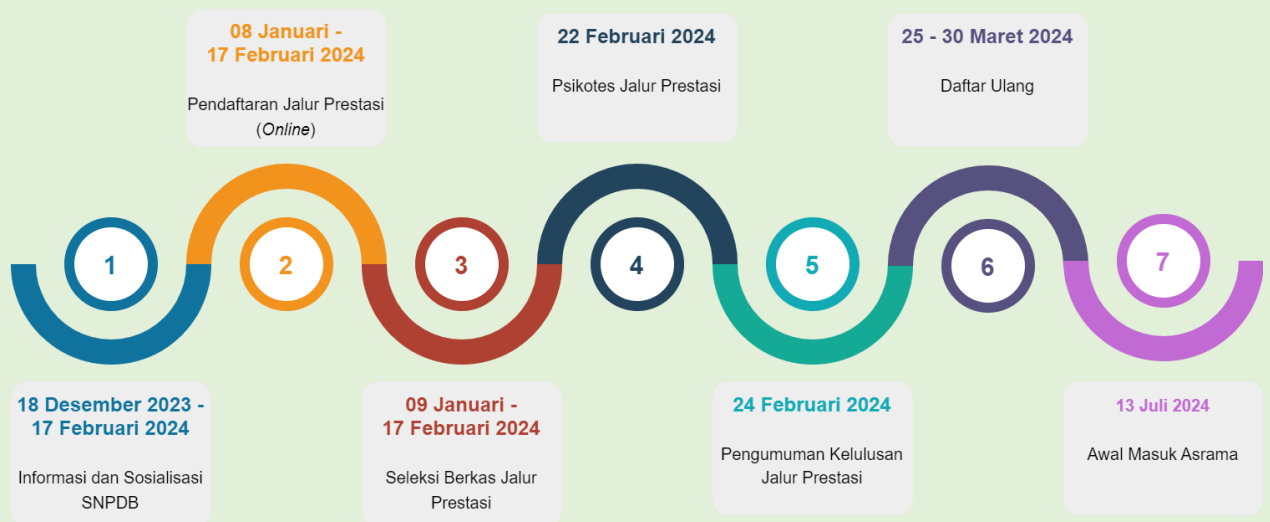 1
18 Desember 2023 -
17 Februari 2024
Informasi dan Sosialisasi
SNPDB
08 Januari -
17 Februari 2024
Pendaftaran Jalur Prestasi
(Online)
2
3
09 Januari -
17 Februari 2024
Seleksi Berkas Jalur
Prestasi
22 Februari 2024
Psikotes Jalur Prestasi
4
5
24 Februari 2024
Pengumuman Kelulusan
Jalur Prestasi
25 - 30 Maret 2024
Daftar Ulang
6
7
13 Juli 2024
Awal Masuk Asrama